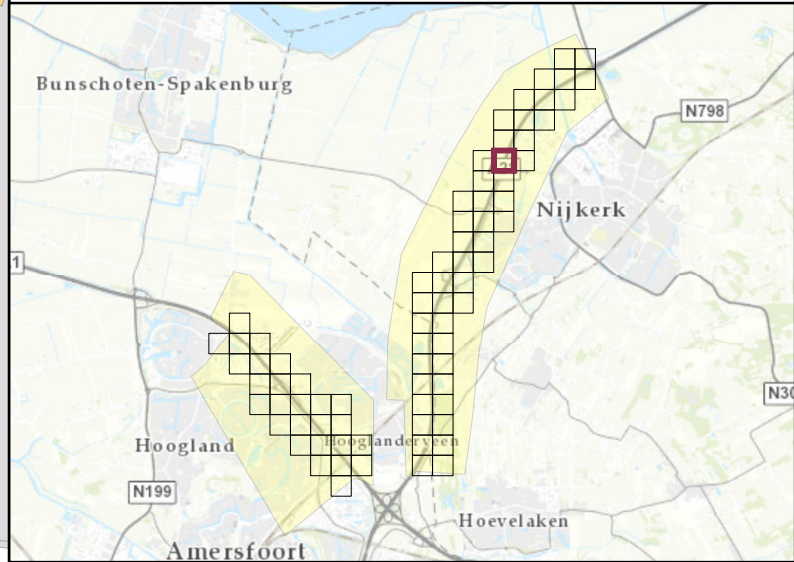 Bunschoten-Spakenburg
N798
Nijkerk
1
N30
Hoogland
Hooglanderveen
N199
Hoevelaken
Amersfoort